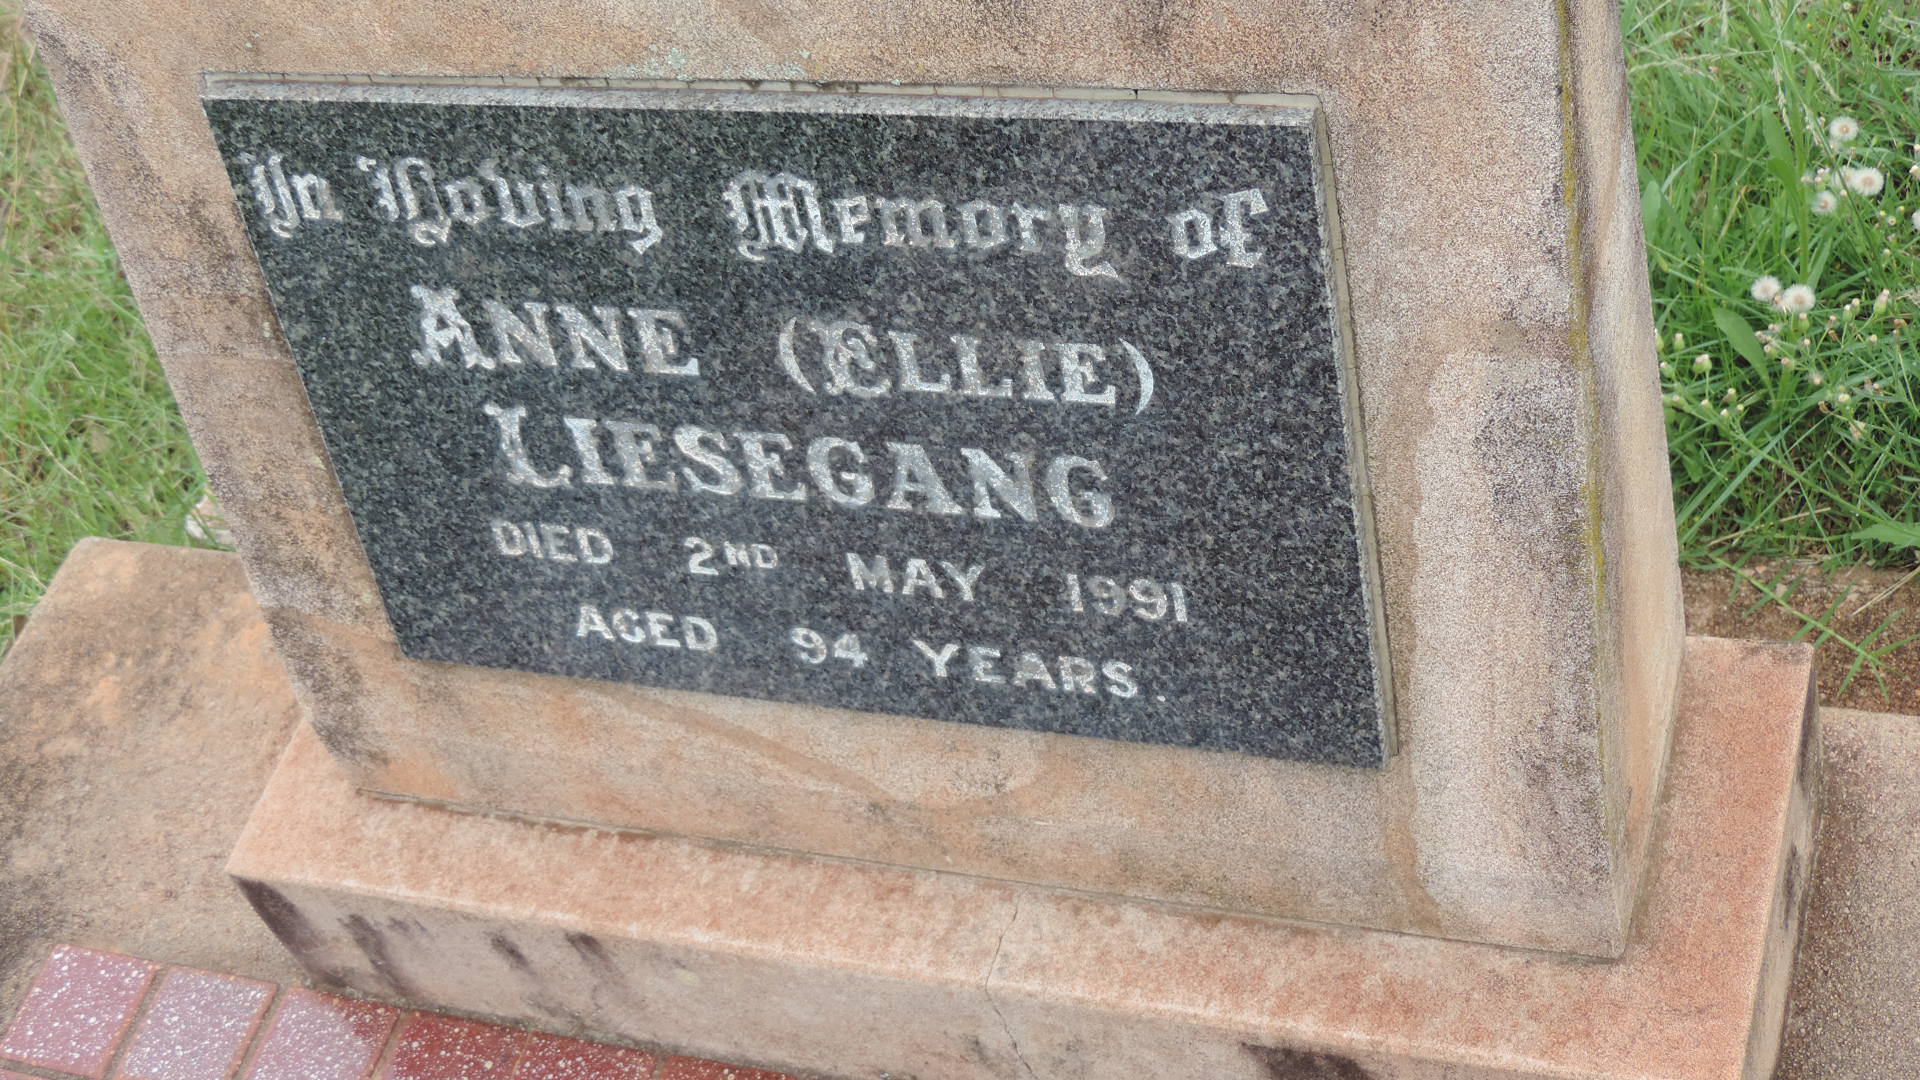 In Loving Memory of
ANNE (ELLIE)
LIESEGANG
DIED 2ND MAY 1991
AGED 94 YEARS.